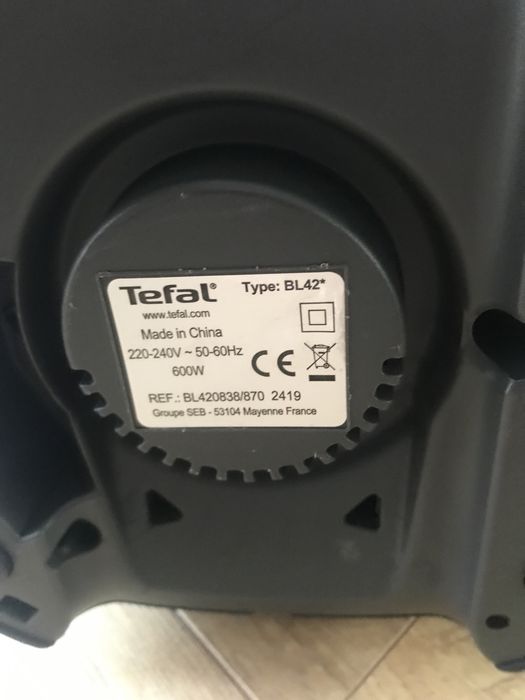 Tefal® Type: BL42*
www.tefal.com
Made in China
220-240V ~ 50-60Hz
600W
CE
REF.: BL420838/870 2419
Groupe SEB - 53104 Mayenne France